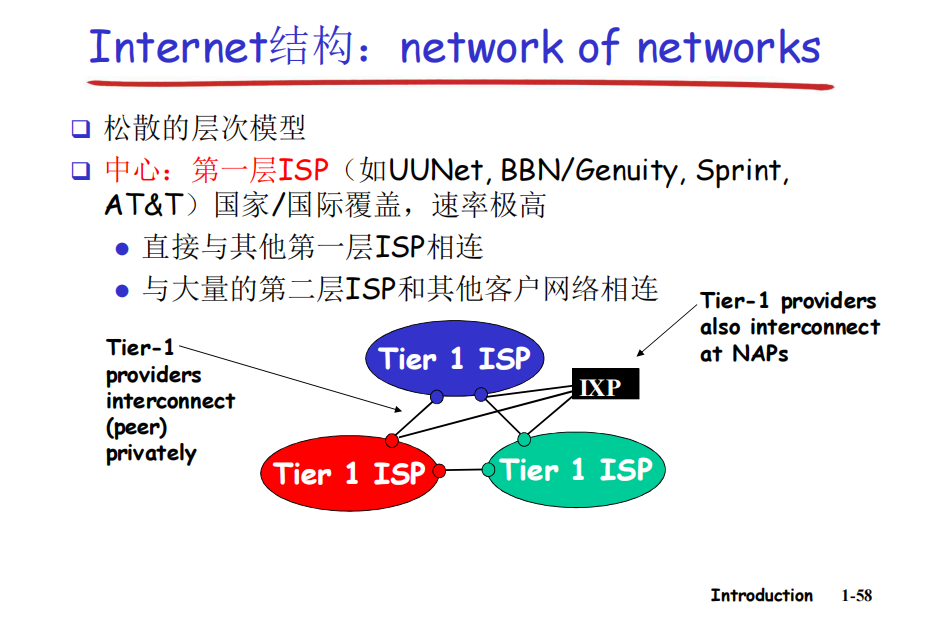 Internet结构：network of networks
松散的层次模型
中心：第一层ISP（如UUNet, BBN/Genuity, Sprint,
AT&T）国家/国际覆盖，速率极高
直接与其他第一层ISP相连
与大量的第二层ISP和其他客户网络相连
Tier-1 providers
also interconnect
at NAPs
Tier-1
providers
interconnect
(peer)
privately
Tier 1 ISP
IXP
Tier 1 ISP
Tier 1 ISP
Introduction 1-58